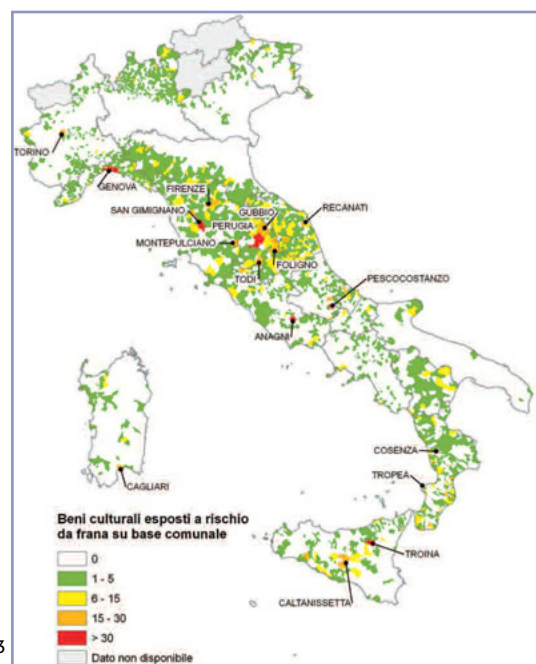 TORINO
GENOVA
FIRENZE
GUBBIO
RECANATI
SAN GIMIGNANO
PERUGIA
MONTEPULCIANO
FOLIGNO
TODI
PESCOCOSTANZO
ANAGNI
COSENZA
TROPEA
CAGLIARI
TROINA
CALTANISSETTA
Beni culturali esposti a rischio
da frana su base comunale
0
1 - 5
6 - 15
15 - 30
> 30
Dato non disponibile
3